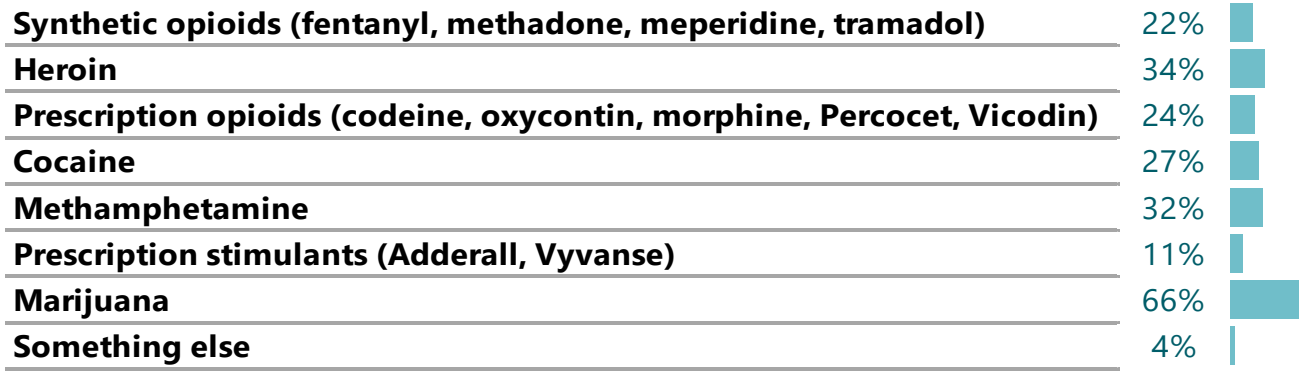 Synthetic opioids (fentanyl, methadone, meperidine, tramadol) 22%
Heroin 34%
Prescription opioids (codeine, oxycontin, morphine, Percocet, Vicodin) 24%
Cocaine 27%
Methamphetamine 32%
Prescription stimulants (Adderall, Vyvanse) 11%
Marijuana 66%
Something else 4%